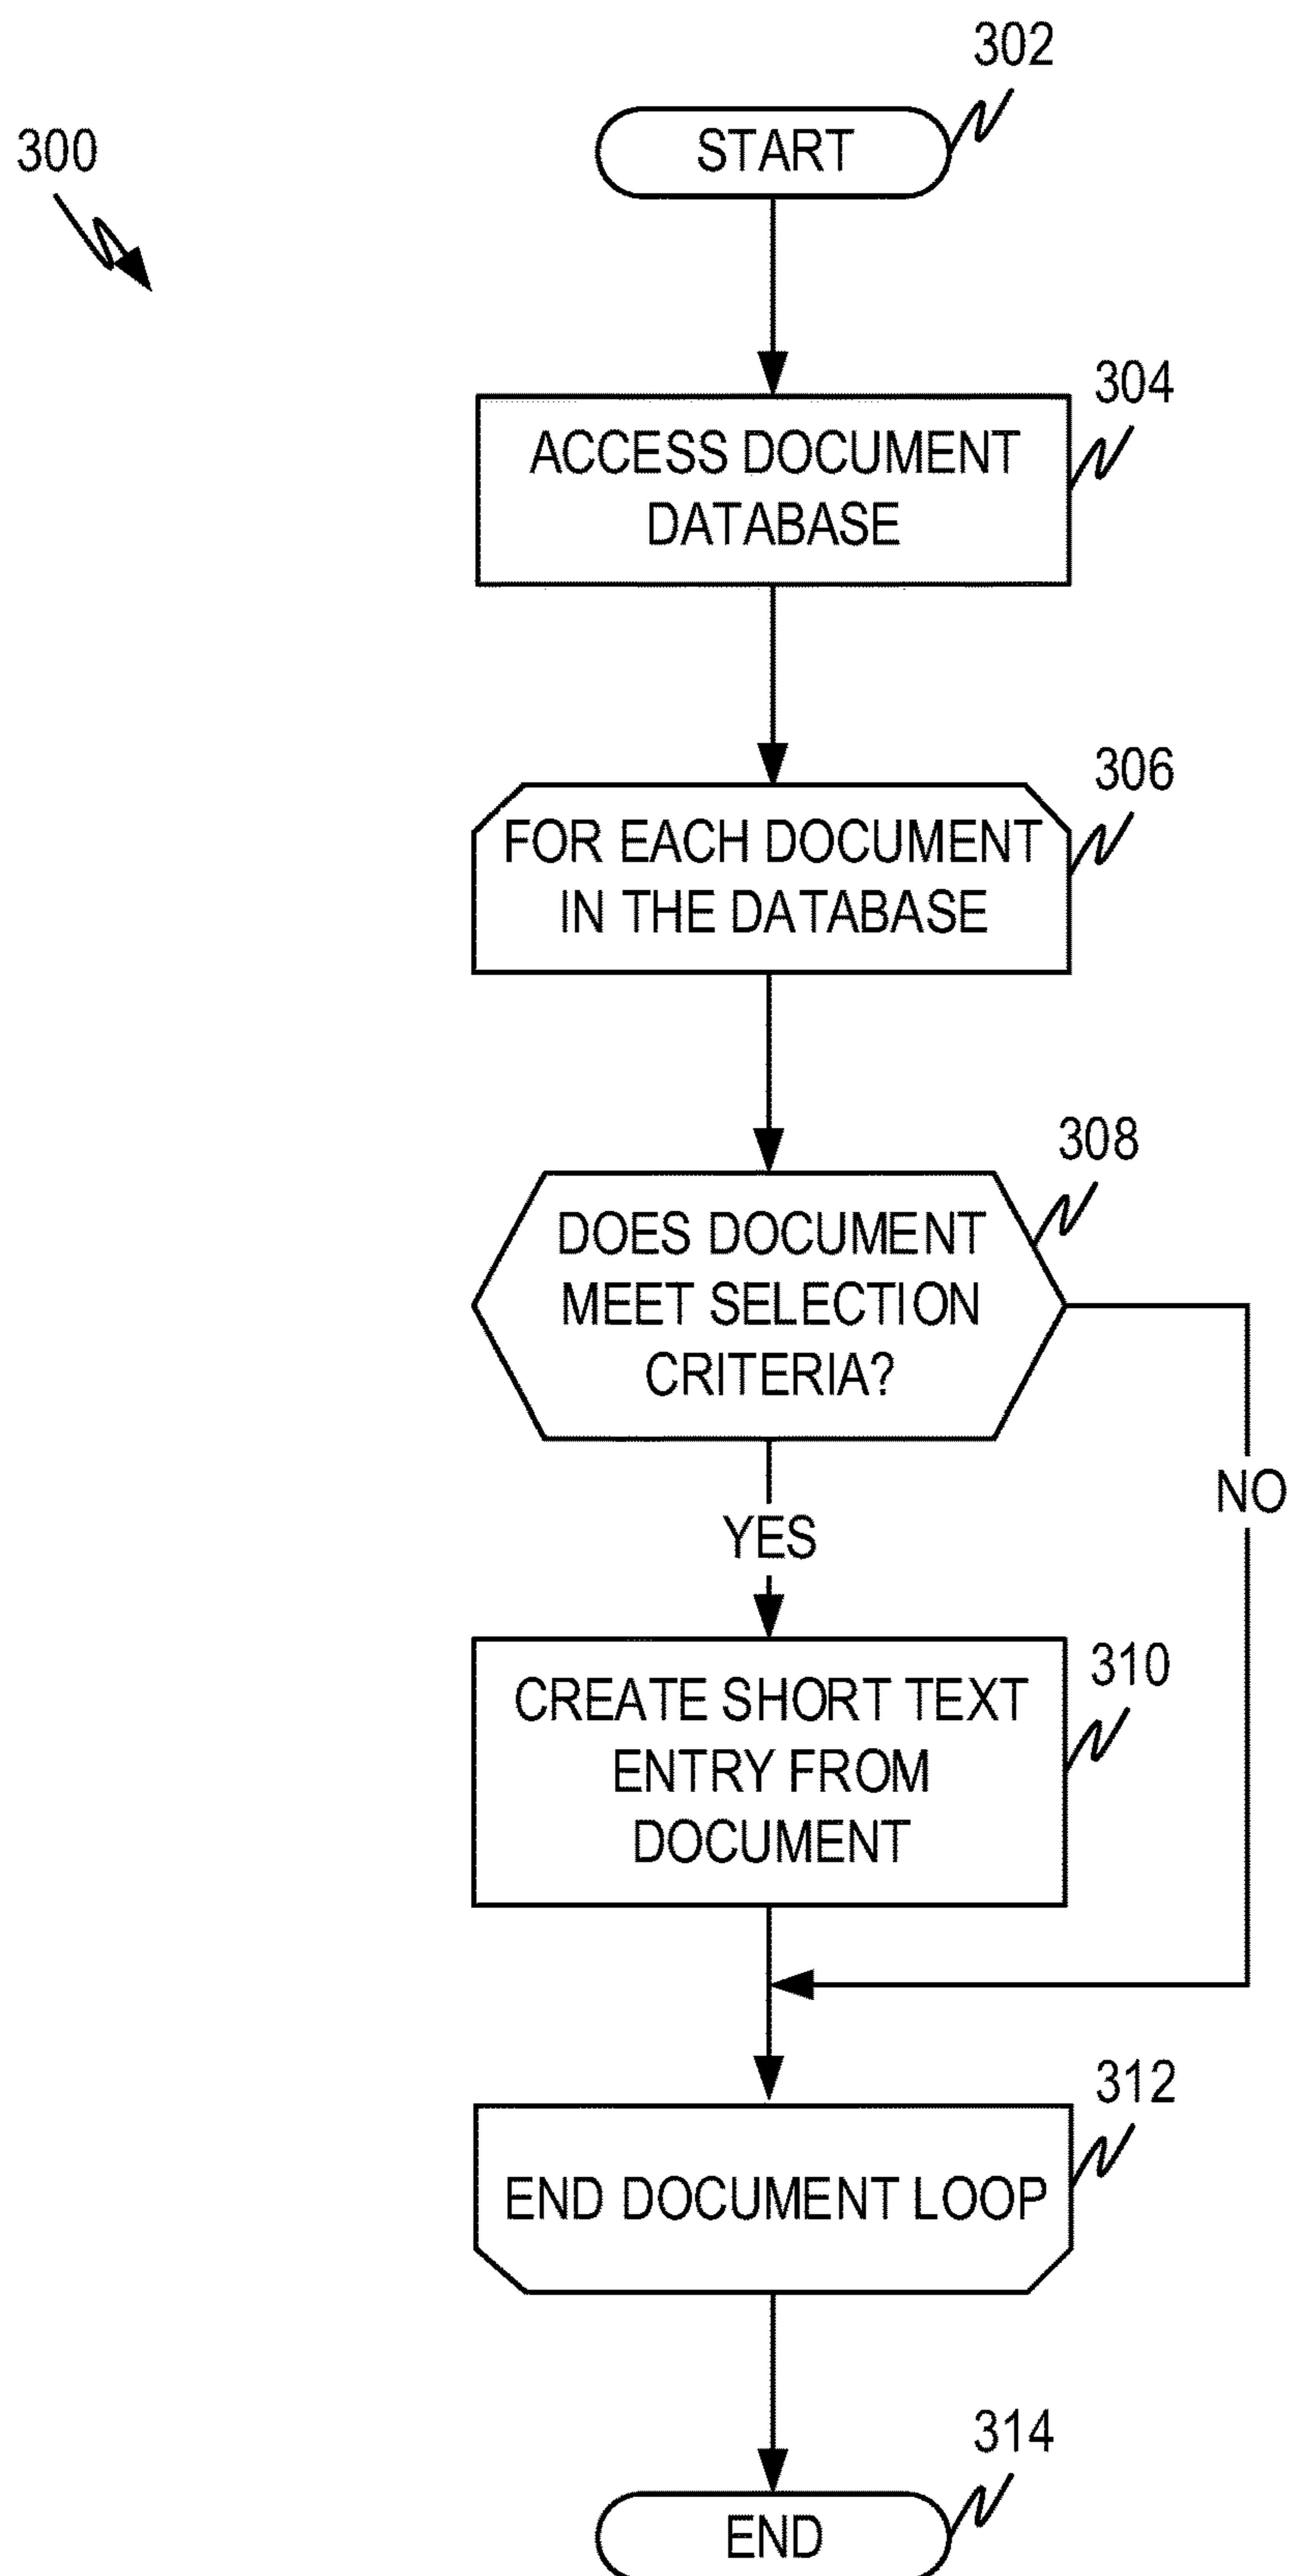 302
300
START
304
ACCESS DOCUMENT
DATABASE
306
FOR EACH DOCUMENT
IN THE DATABASE
308
DOES DOCUMENT
MEET SELECTION
CRITERIA?
NO
YES
310
CREATE SHORT TEXT
ENTRY FROM
DOCUMENT
312
END DOCUMENT LOOP
314
END